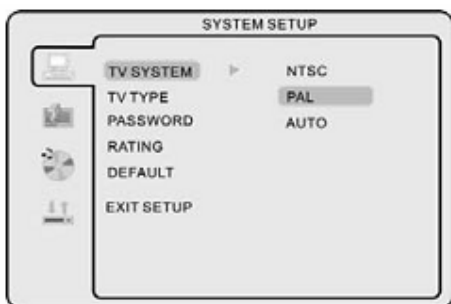 SYSTEM SETUP
TV SYSTEM NTSC
TV TYPE PAL
PASSWORD AUTO
RATING
DEFAULT
EXIT SETUP